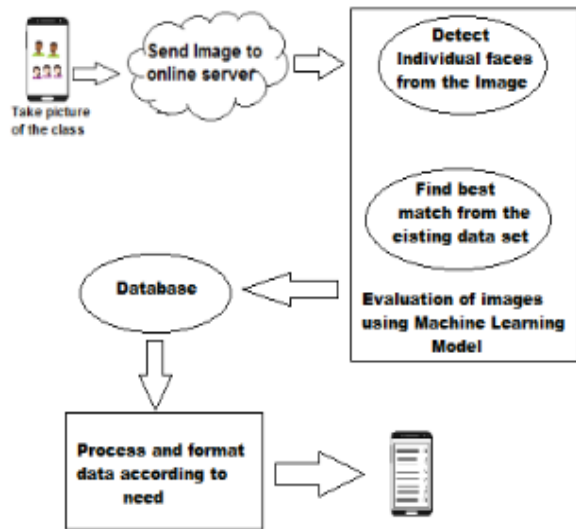 Take picture
of the class
Send Image to
online server
Detect
Individual faces
from the Image
Find best
match from the
eisting data set
Evaluation of images
using Machine Learning
Model
Database
Process and format
data according to
need